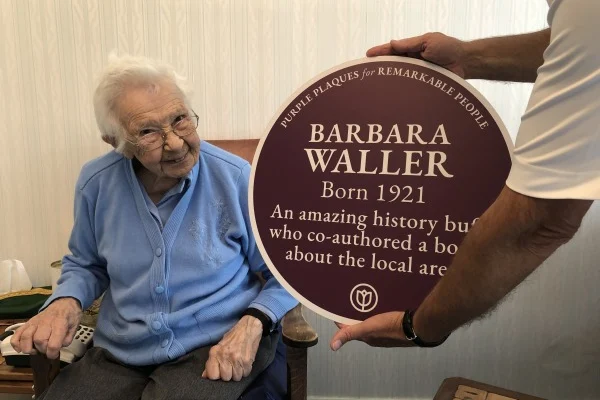 PURPLE PLAQUES for REMARKABLE PEOPLE
BARBARA
WALLER
Born 1921
An amazing history
who co-authored a
about the local